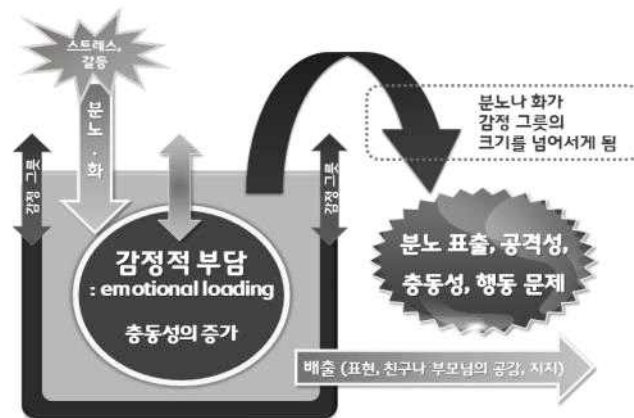 스트레스,
갈등
분노·화
감정 그릇
감정 그릇
분노나 화가
감정 그릇의
크기를 넘어서게 됨
감정적 부담
: emotional loading
충동성의 증가
분노 표출, 공격성,
충동성, 행동 문제
배출 (표현, 친구나 부모님의 공감, 지지)